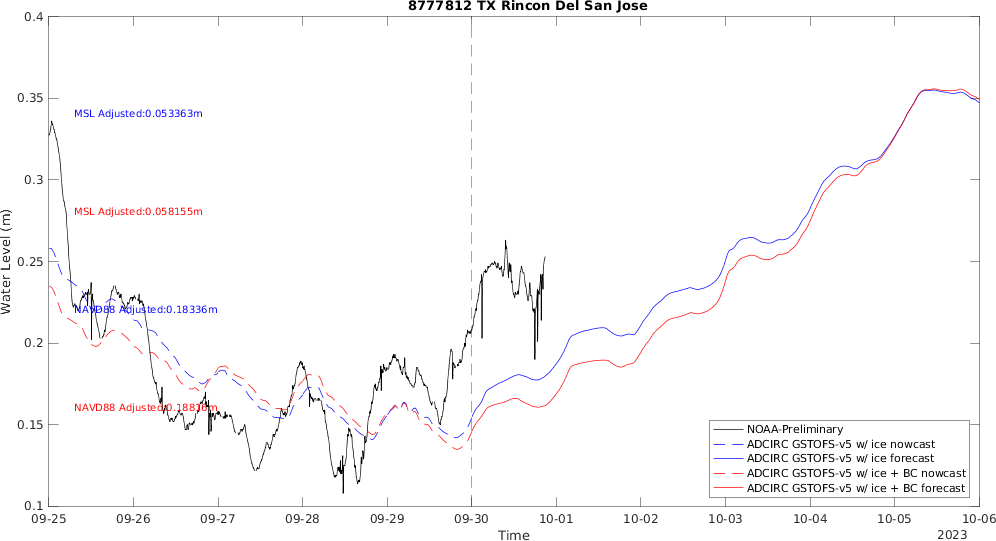 8777812 TX Rincon Del San Jose
Water Level (m)
0.4
0.35
0.3
0.25
0.2
0.15
0.1
MSL Adjusted:0.053363m
MSL Adjusted:0.058155m
NAVD88 Adjusted:0.18336m
NAVD88 Adjusted:0.18816m
NOAA-Preliminary
ADCIRC GSTOFS-v5 w/ ice nowcast
ADCIRC GSTOFS-v5 w/ ice forecast
ADCIRC GSTOFS-v5 w/ ice + BC nowcast
ADCIRC GSTOFS-v5 w/ ice + BC forecast
09-25 09-26 09-27 09-28 09-29 09-30 10-01 10-02 10-03 10-04 10-05 10-06
Time
2023